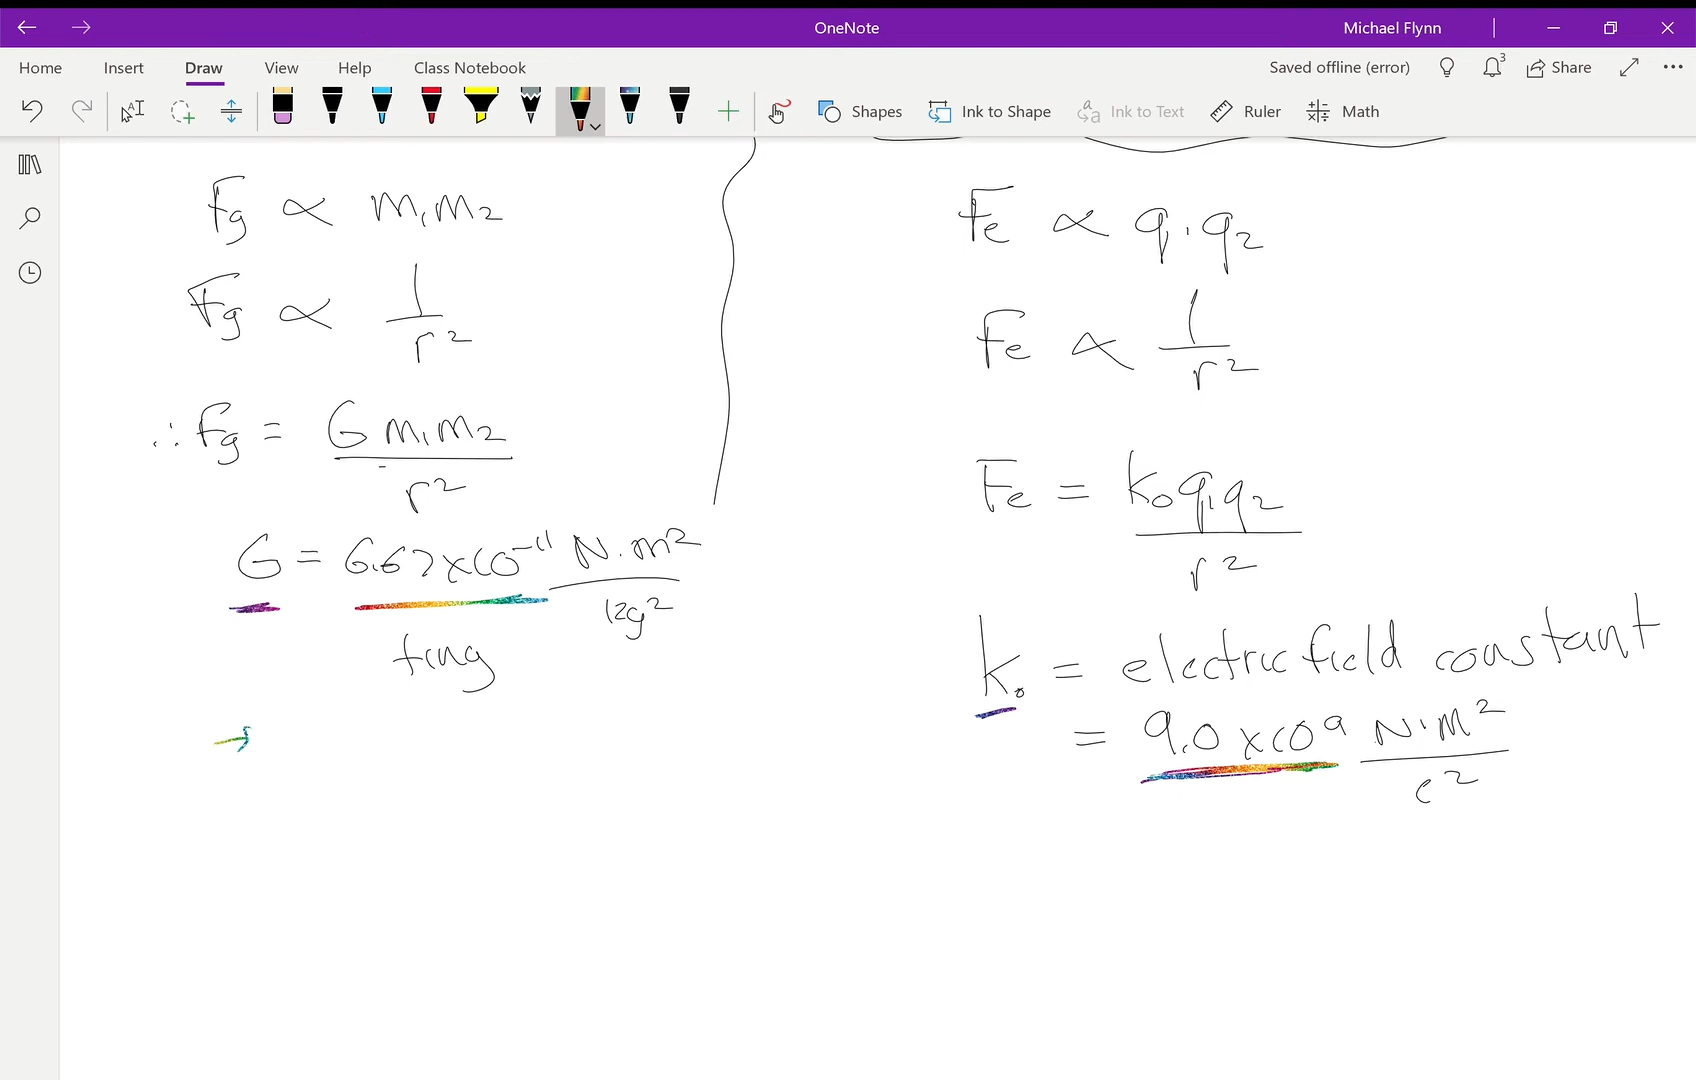 OneNote
Michael Flynn
Home Insert Draw View Help Class Notebook
Saved offline (error)
3
Share
Shapes
Ink to Shape
Ink to Text
Ruler
Math
Fg ∝ m₁m₂
Fg ∝ 1/r²
∴ Fg = G m₁m₂ / r²
G = 6.67 x 10⁻¹¹ N·m² / kg²
tiny
→
Fe ∝ q₁q₂
Fe ∝ 1/r²
Fe = k₀q₁q₂ / r²
k₀ = electric field constant
= 9.0 x 10⁹ N·m² / C²